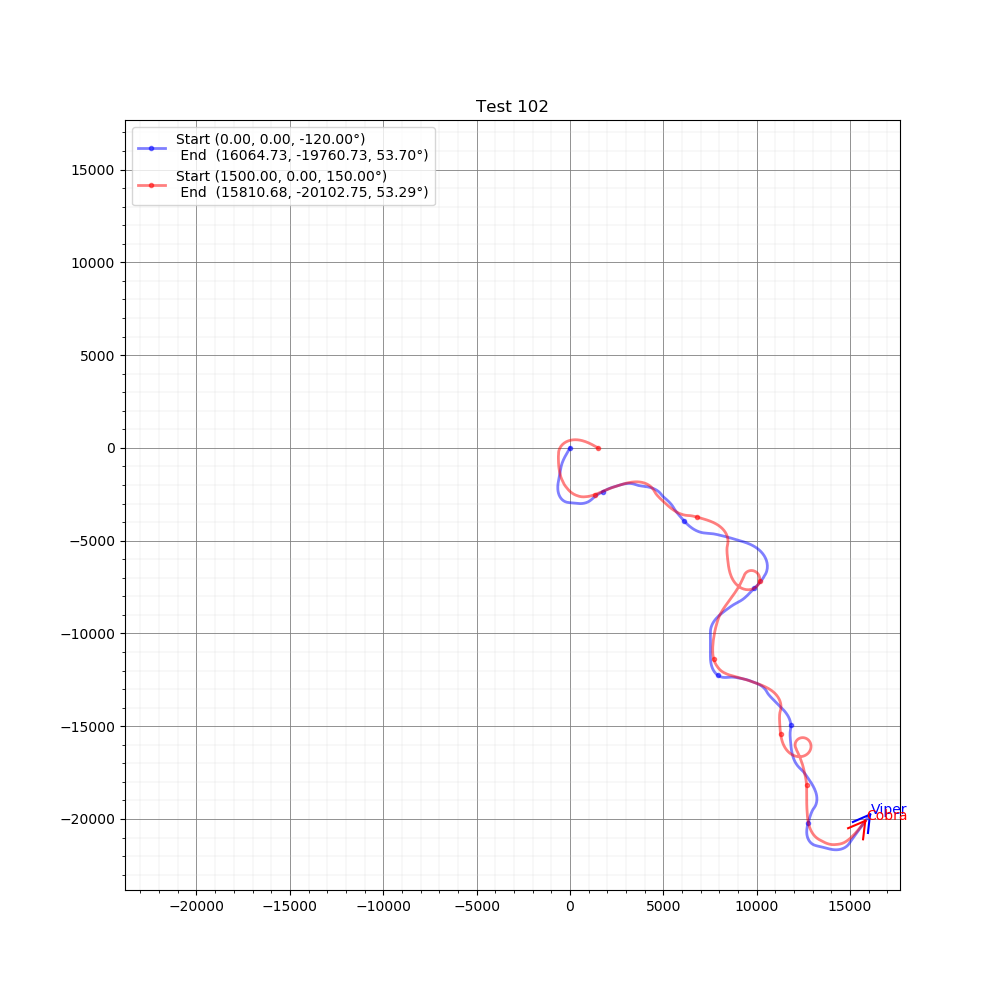 Test 102
Start (0.00, 0.00, -120.00°)
End (16064.73, -19760.73, 53.70°)
Start (1500.00, 0.00, 150.00°)
End (15810.68, -20102.75, 53.29°)
15000
10000
5000
0
−5000
−10000
−15000
−20000
Viper
Cobra
−20000 −15000 −10000 −5000 0 5000 10000 15000